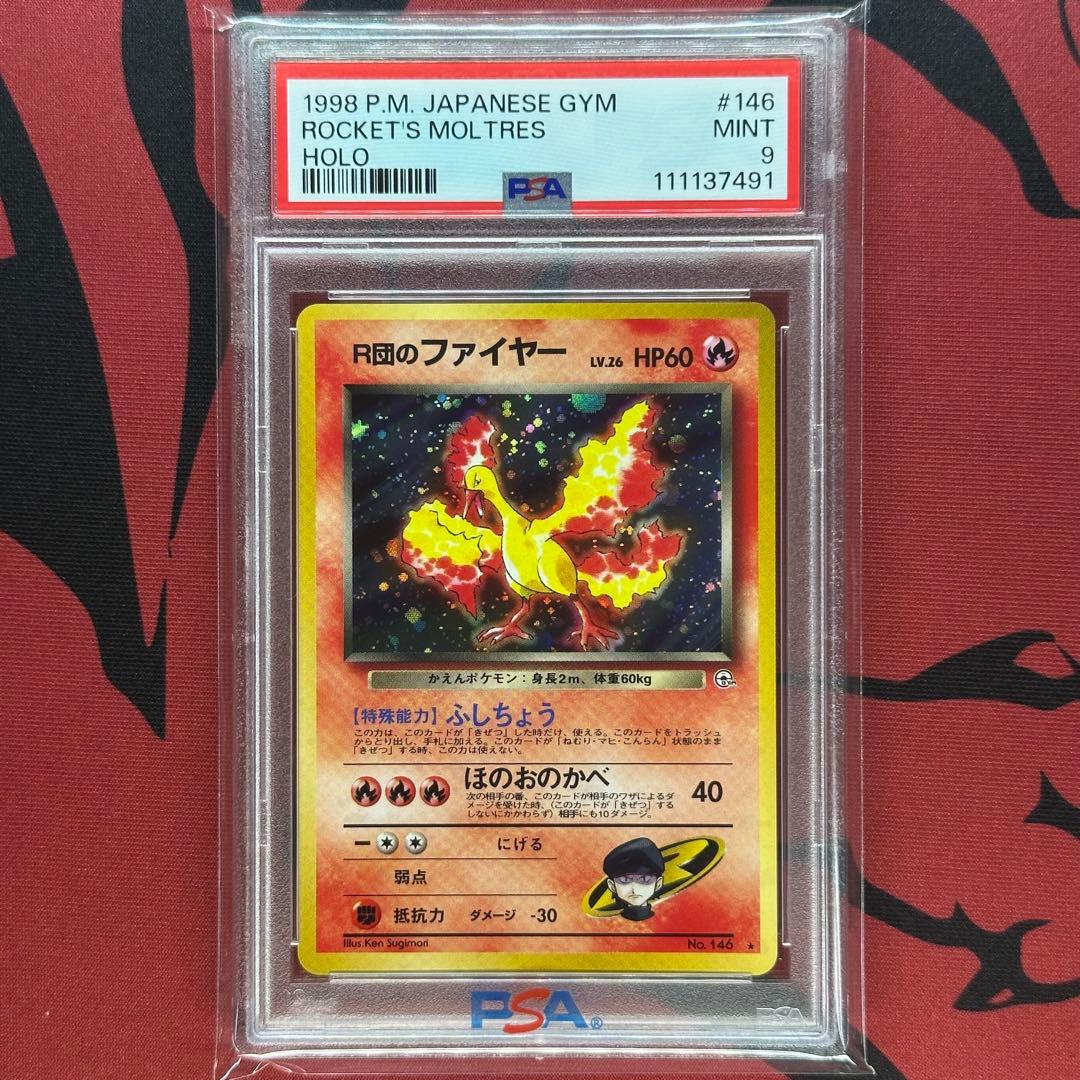 1998 P.M. JAPANESE GYM #146
ROCKET'S MOLTRES MINT
HOLO 9
PSA 111137491
R団のファイヤー LV.26 HP60
かえんポケモン：身長2m、体重60kg
【特殊能力】ふしちょう
この力は、このカードが「きぜつ」した時だけ、使える。このカードをトラッシュ
からとり出し、手札に加える。このカードが「ねむり・マヒ・こんらん」状態のまま
「きぜつ」する時、この力は使えない。
ほのおのかべ 40
次の相手の番、このカードが相手のワザによるダ
メージを受けた時、（このカードが「きぜつ」する
しないにかかわらず）相手にも10ダメージ。
にげる
弱点
抵抗力 ダメージ -30
Illus. Ken Sugimori No. 146 ★
PSA®